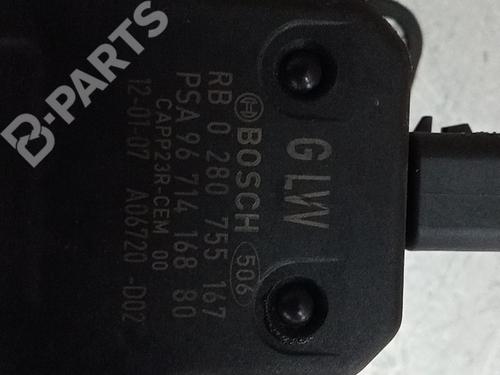 G LW
BOSCH 506
RB 0 280 755 167
PSA 96 714 168 80
CAPP23R-CEM 00
12-01-07 A06720 -D02
B-PARTS